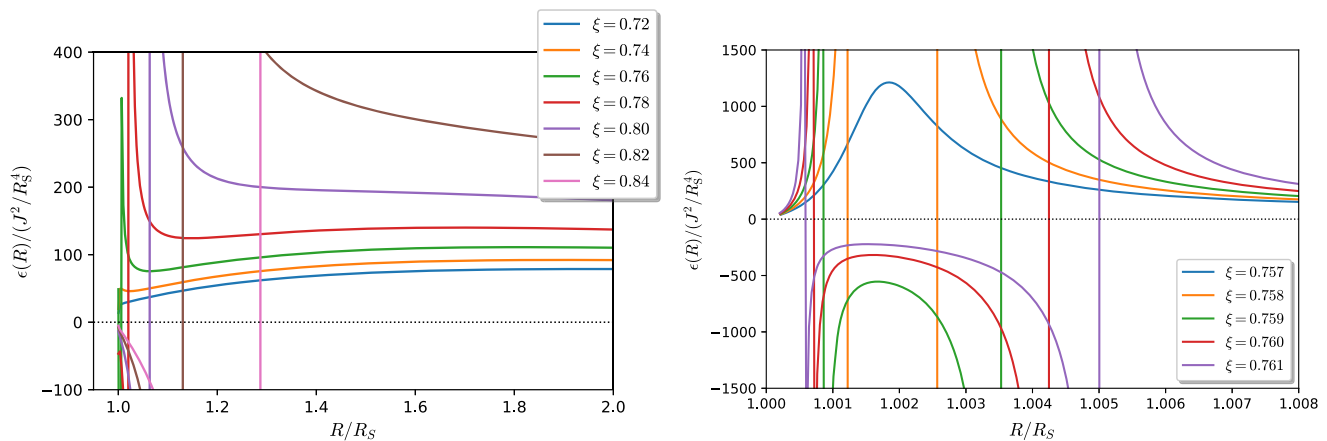 ξ = 0.72
ξ = 0.74
ξ = 0.76
ξ = 0.78
ξ = 0.80
ξ = 0.82
ξ = 0.84
400
300
200
100
0
−100
ϵ(R)/(J²/R_S⁴)
1.0 1.2 1.4 1.6 1.8 2.0
R/R_S
1500
1000
500
0
−500
−1000
−1500
ϵ(R)/(J²/R_S⁴)
ξ = 0.757
ξ = 0.758
ξ = 0.759
ξ = 0.760
ξ = 0.761
1.000 1.001 1.002 1.003 1.004 1.005 1.006 1.007 1.008
R/R_S